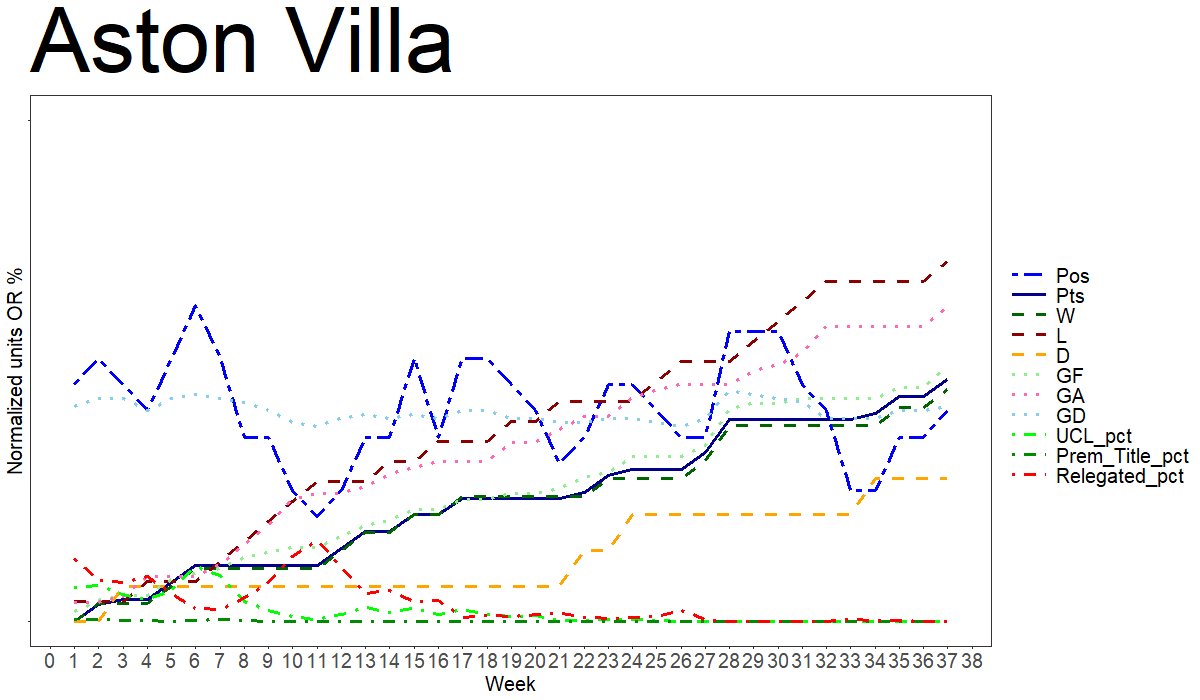 Aston Villa
Normalized units OR %
Pos
Pts
W
L
D
GF
GA
GD
UCL_pct
Prem_Title_pct
Relegated_pct
0 1 2 3 4 5 6 7 8 9 10 11 12 13 14 15 16 17 18 19 20 21 22 23 24 25 26 27 28 29 30 31 32 33 34 35 36 37 38
Week